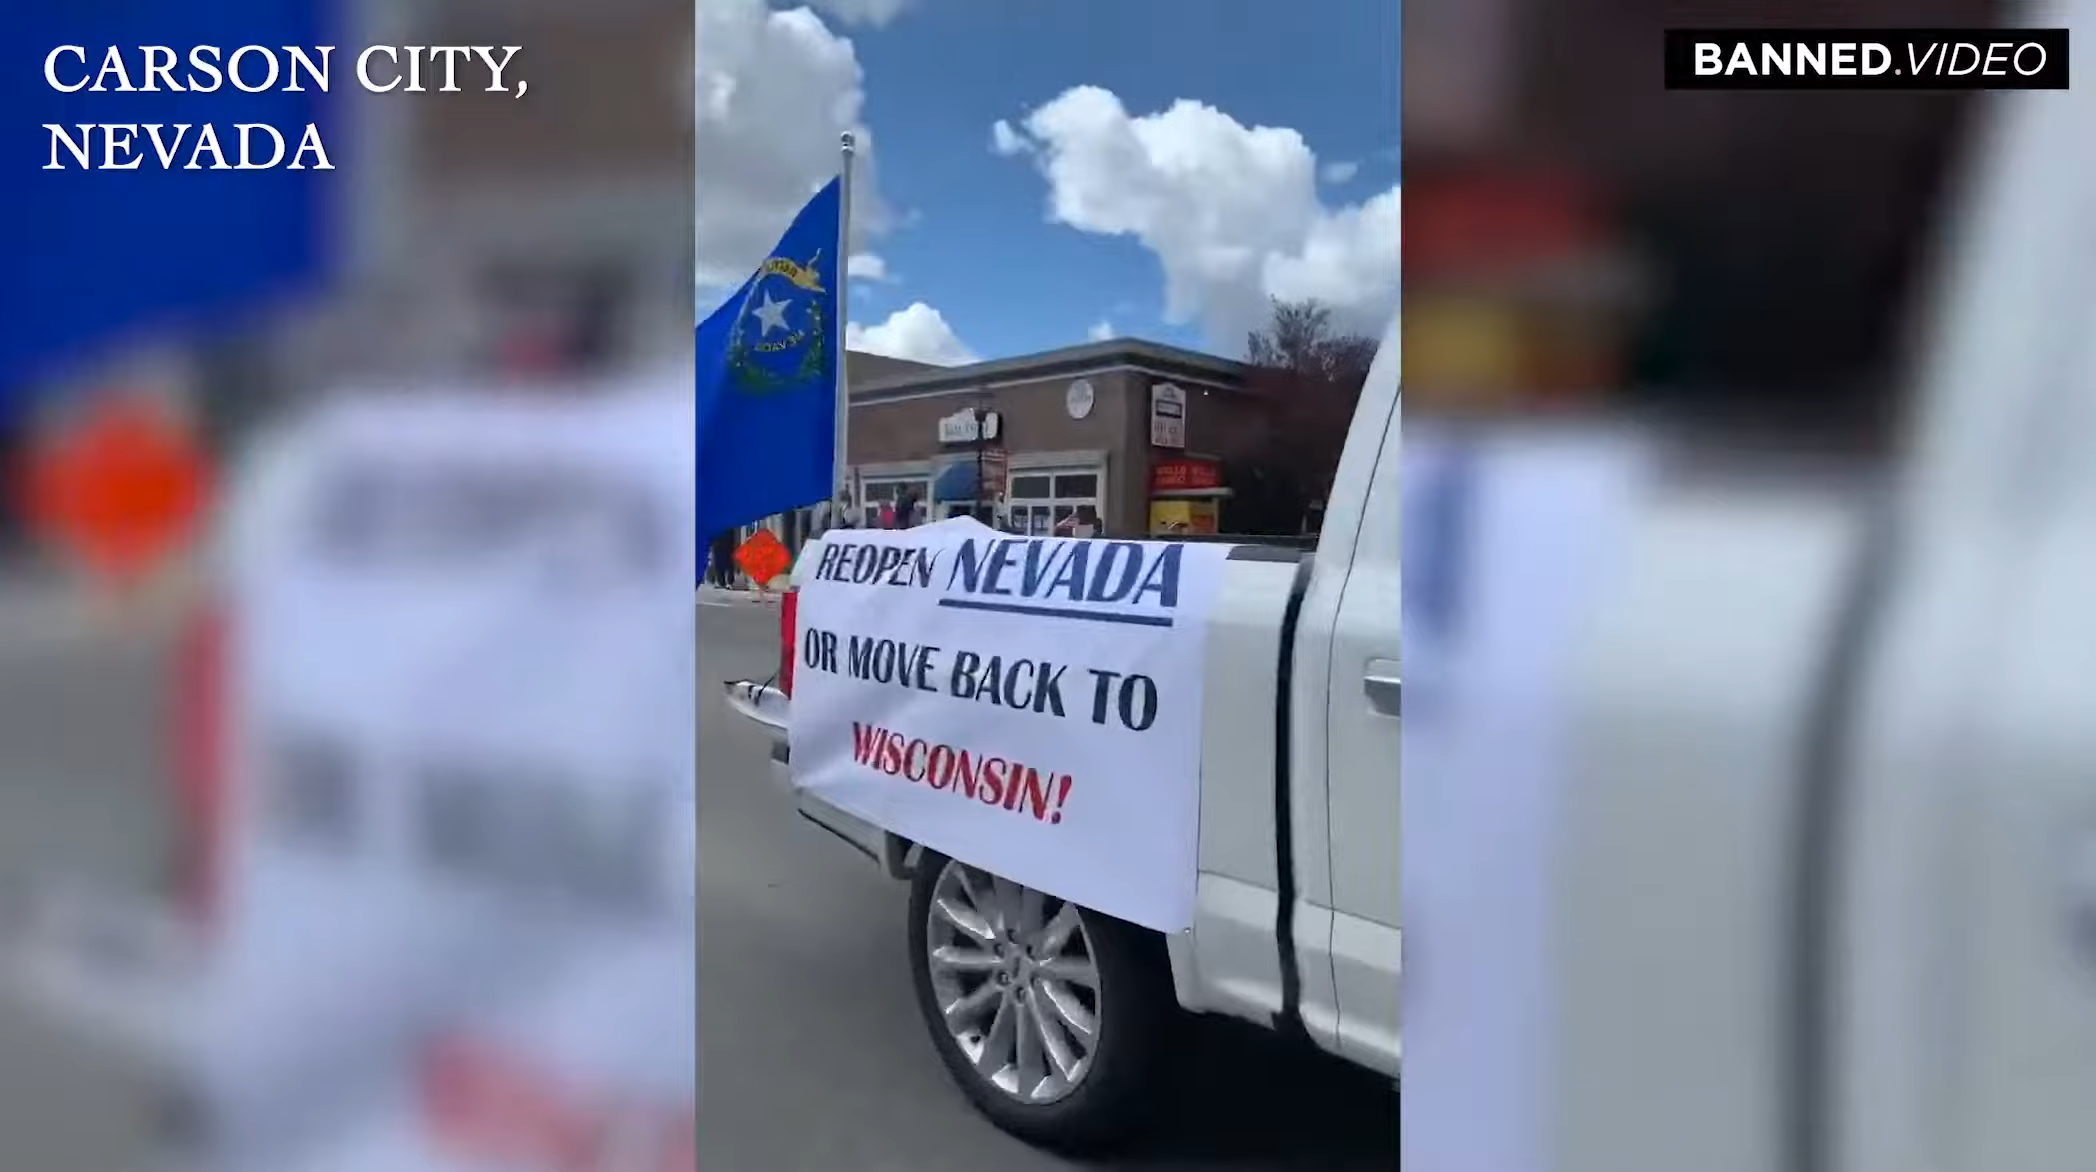 CARSON CITY,
NEVADA
BANNED.VIDEO
REOPEN NEVADA
OR MOVE BACK TO
WISCONSIN!